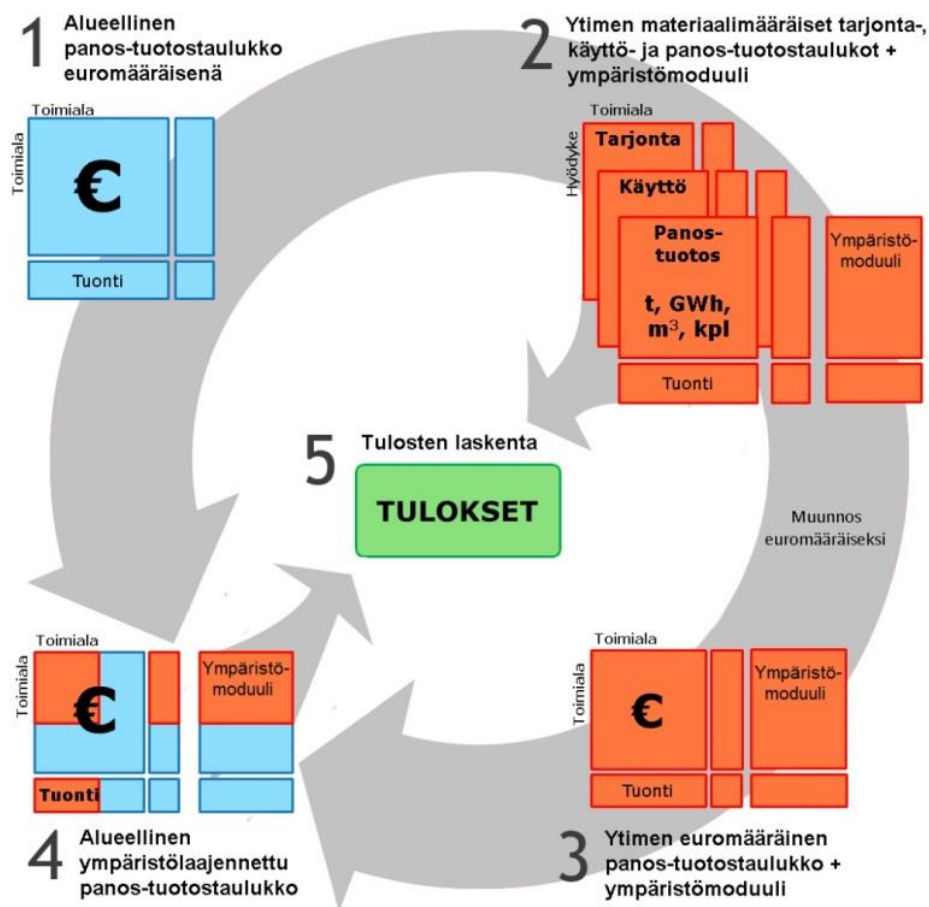 1 Alueellinen
panos-tuotostaulukko
euromääräisenä
Toimiala
Toimiala
€
Tuonti
2 Ytimen materiaalimääräiset tarjonta-,
käyttö- ja panos-tuotostaulukot +
ympäristömoduuli
Toimiala
Hyödyke
Tarjonta
Käyttö
Panos-
tuotos
t, GWh,
m³, kpl
Tuonti
Ympäristö-
moduuli
5 Tulosten laskenta
TULOKSET
Muunnos
euromääräiseksi
Toimiala
Toimiala
€
Tuonti
Ympäristö-
moduuli
4 Alueellinen
ympäristölaajennettu
panos-tuotostaulukko
Toimiala
Toimiala
€
Tuonti
Ympäristö-
moduuli
3 Ytimen euromääräinen
panos-tuotostaulukko +
ympäristömoduuli